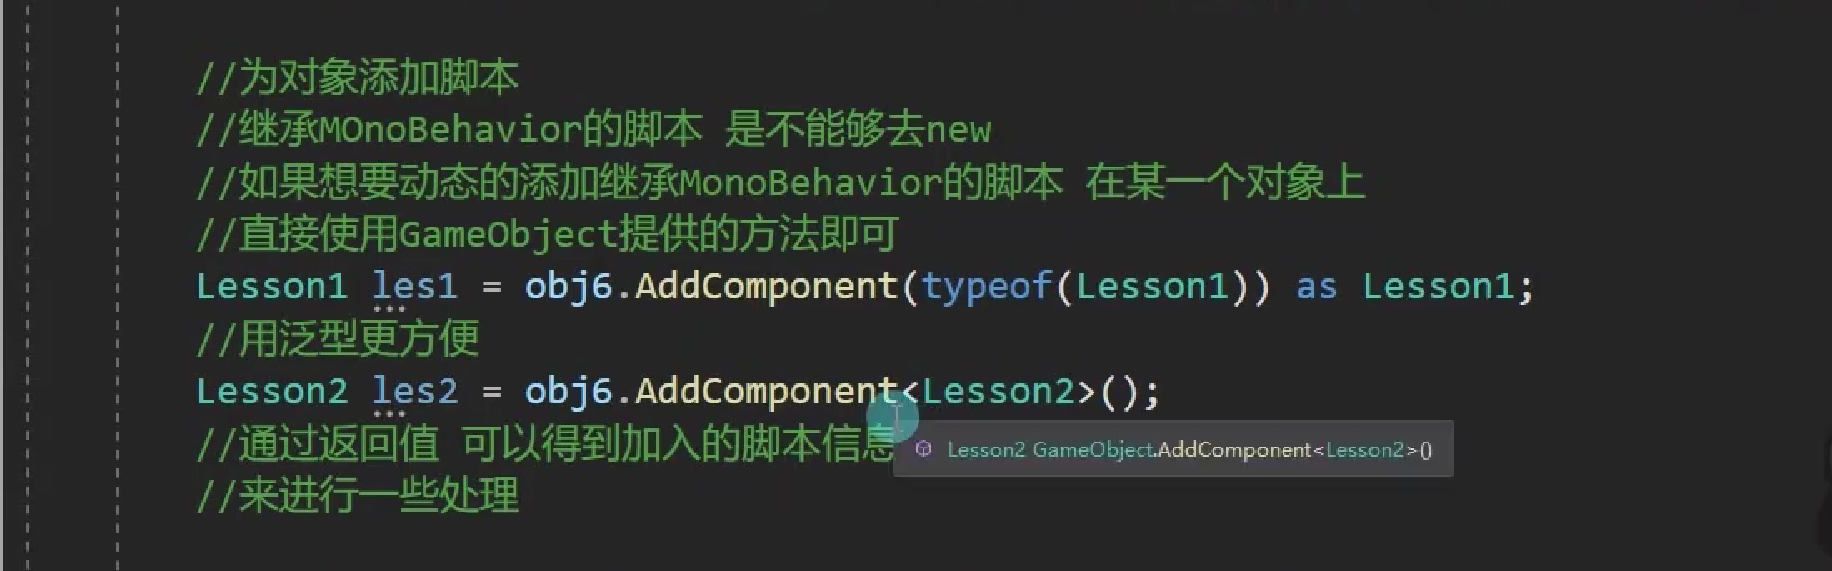 //为对象添加脚本
//继承MOnoBehavior的脚本 是不能够去new
//如果想要动态的添加继承MonoBehavior的脚本 在某一个对象上
//直接使用GameObject提供的方法即可
Lesson1 les1 = obj6.AddComponent(typeof(Lesson1)) as Lesson1;
//用泛型更方便
Lesson2 les2 = obj6.AddComponent<Lesson2>();
//通过返回值 可以得到加入的脚本信息
Lesson2 GameObject.AddComponent<Lesson2>()
//来进行一些处理